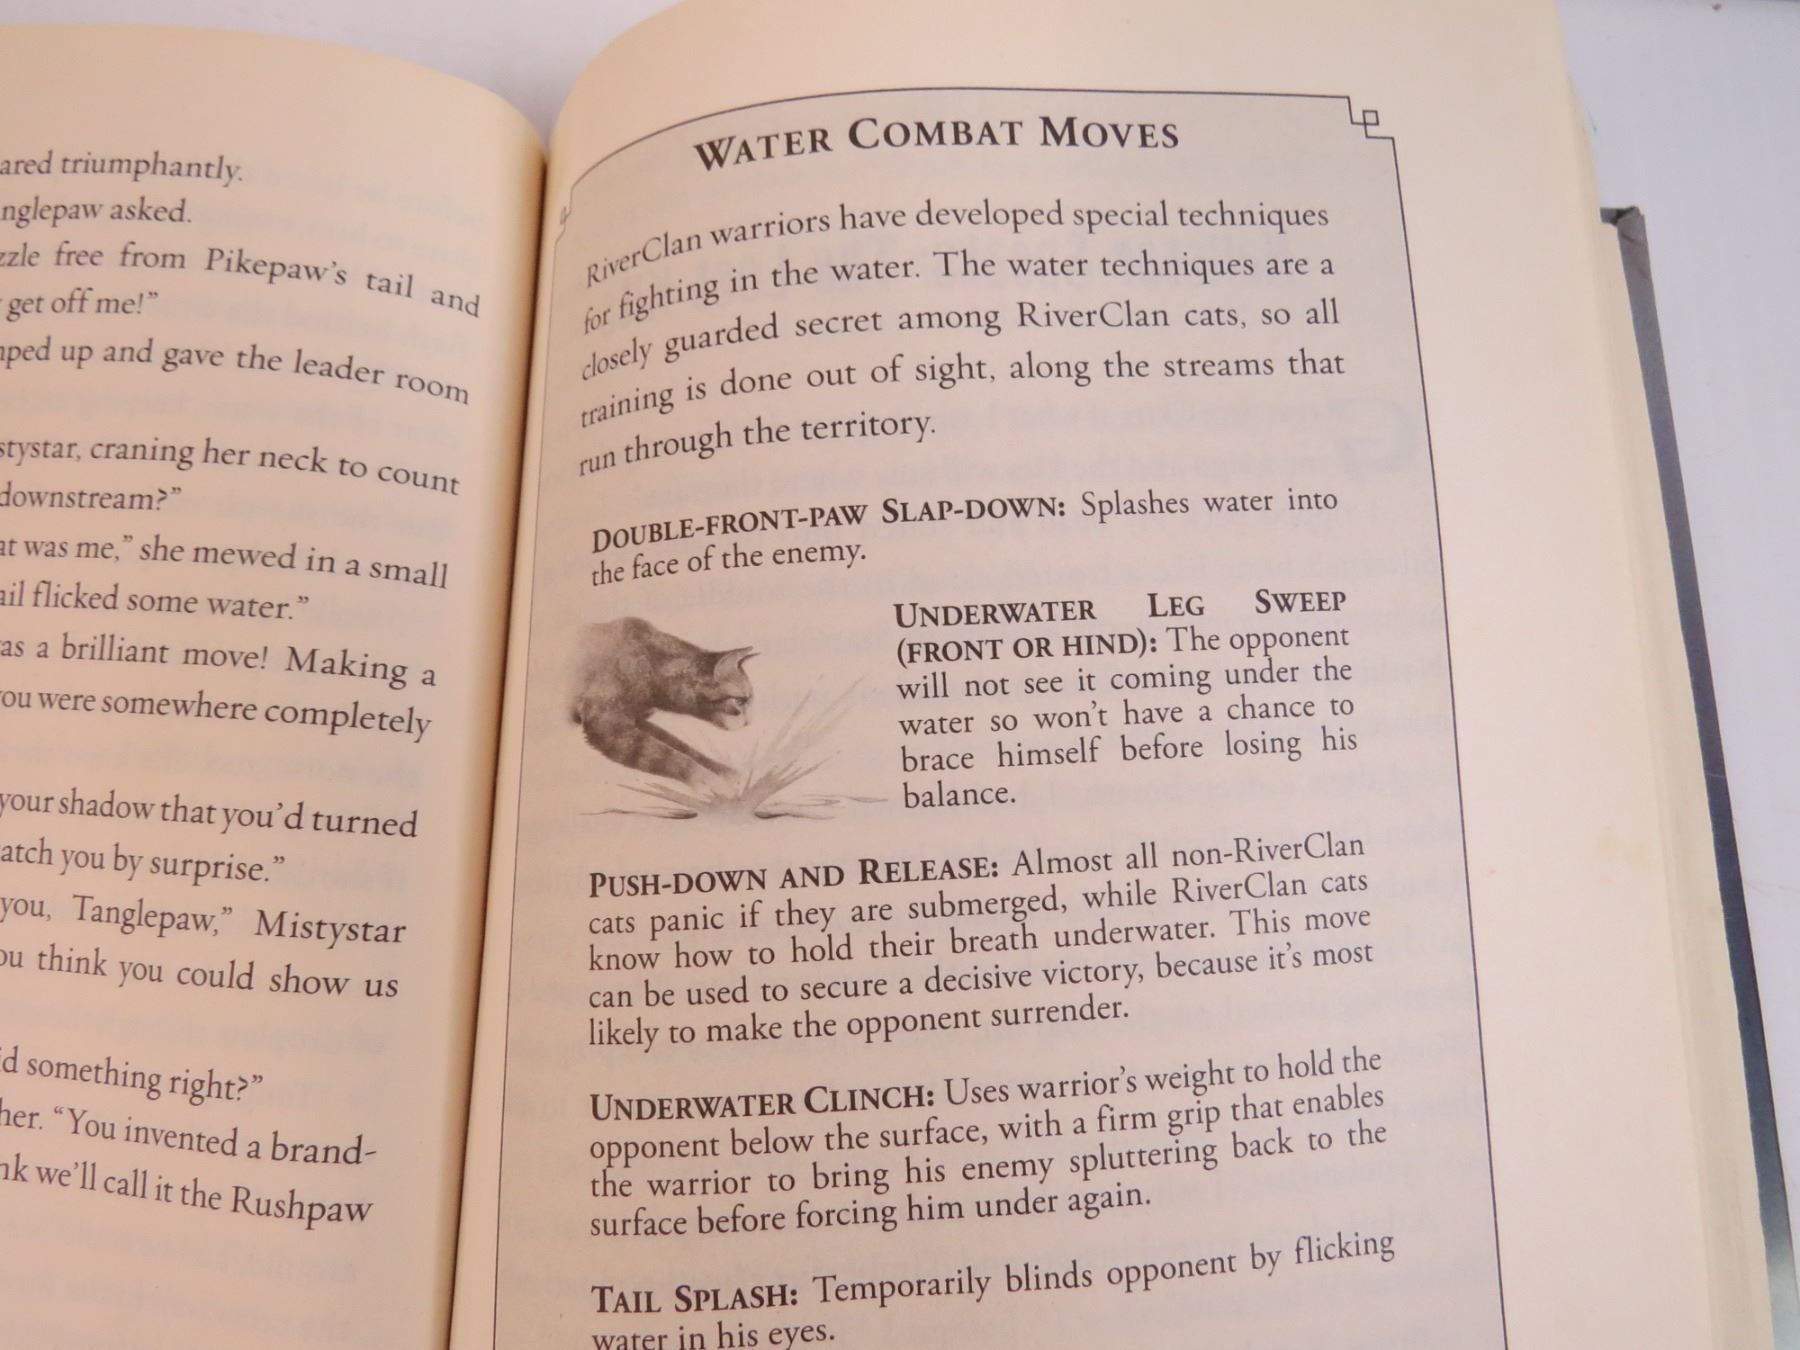 ared triumphantly.
nglepaw asked.
zzle free from Pikepaw's tail and
get off me!"
ped up and gave the leader room
stystar, craning her neck to count
downstream?"
at was me," she mewed in a small
ail flicked some water."
as a brilliant move! Making a
you were somewhere completely
your shadow that you'd turned
atch you by surprise."
you, Tanglepaw," Mistystar
ou think you could show us
id something right?"
her. "You invented a brand-
nk we'll call it the Rushpaw
WATER COMBAT MOVES
RiverClan warriors have developed special techniques
for fighting in the water. The water techniques are a
closely guarded secret among RiverClan cats, so all
training is done out of sight, along the streams that
run through the territory.
DOUBLE-FRONT-PAW SLAP-DOWN: Splashes water into
the face of the enemy.
UNDERWATER LEG SWEEP
(FRONT OR HIND): The opponent
will not see it coming under the
water so won't have a chance to
brace himself before losing his
balance.
PUSH-DOWN AND RELEASE: Almost all non-RiverClan
cats panic if they are submerged, while RiverClan cats
know how to hold their breath underwater. This move
can be used to secure a decisive victory, because it's most
likely to make the opponent surrender.
UNDERWATER CLINCH: Uses warrior's weight to hold the
opponent below the surface, with a firm grip that enables
the warrior to bring his enemy spluttering back to the
surface before forcing him under again.
TAIL SPLASH: Temporarily blinds opponent by flicking
water in his eyes.